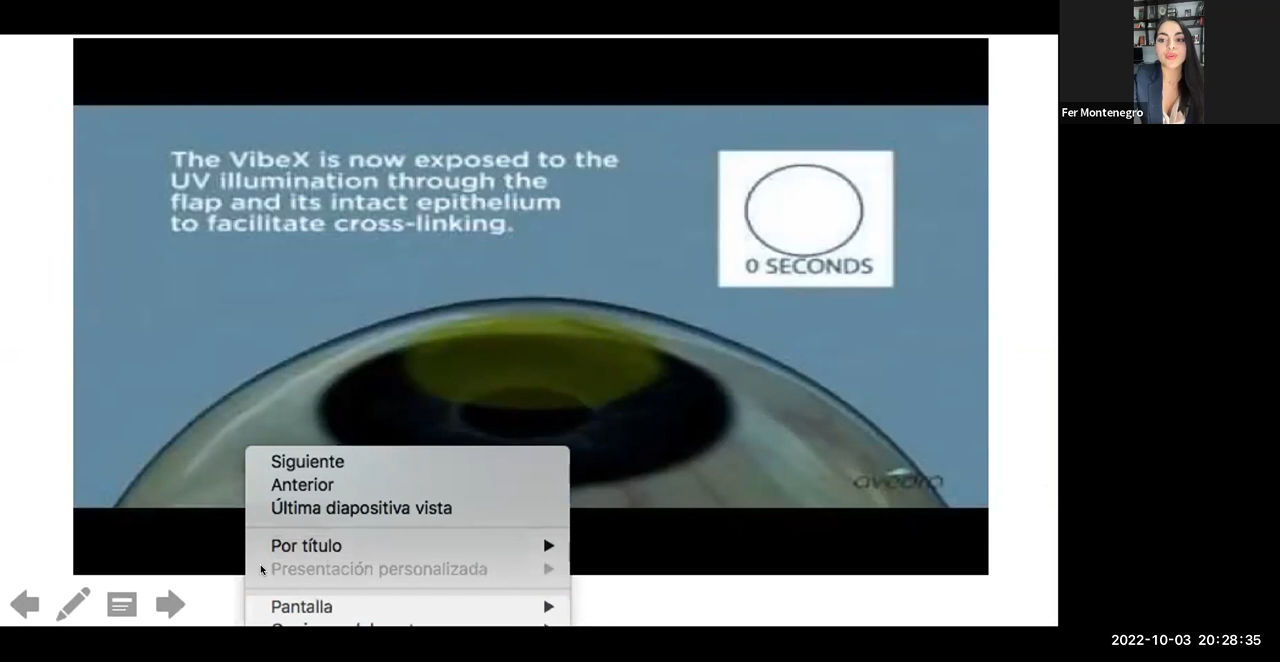 The VibeX is now exposed to the
UV illumination through the
flap and its intact epithelium
to facilitate cross-linking.
0 SECONDS
avedro
Siguiente
Anterior
Última diapositiva vista
Por título
Presentación personalizada
Pantalla
Fer Montenegro
2022-10-03 20:28:35